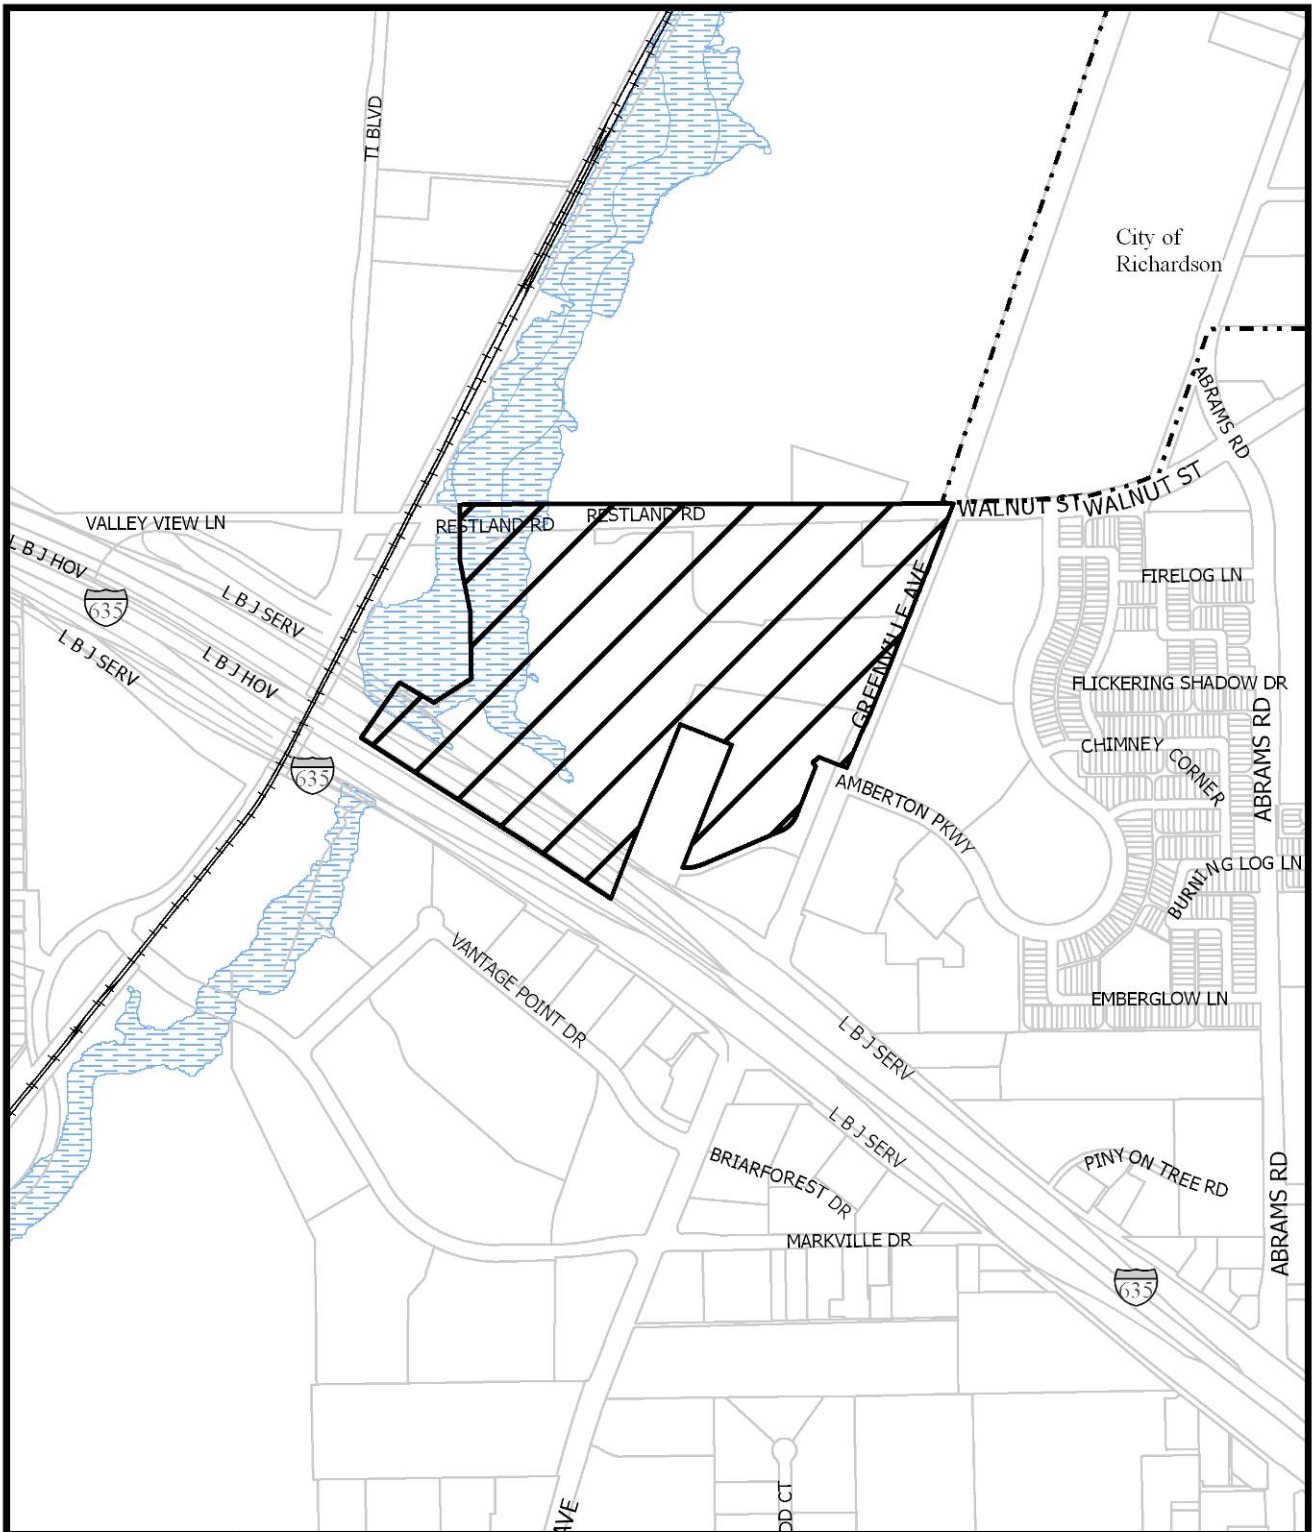 TI BLVD
City of
Richardson
ABRAMS RD
WALNUT ST
WALNUT ST
RESTLAND RD
RESTLAND RD
VALLEY VIEW LN
L B J HOV
635
L B J SERV
L B J SERV
L B J HOV
FIRELOG LN
GREENVILLE AVE
FLICKERING SHADOW DR
ABRAMS RD
CHIMNEY CORNER
635
AMBERTON PKWY
BURNING LOG LN
VANTAGE POINT DR
EMBERGLOW LN
L B J SERV
L B J SERV
BRIARFOREST DR
PINY ON TREE RD
ABRAMS RD
MARKVILLE DR
635
AVE
DD CT